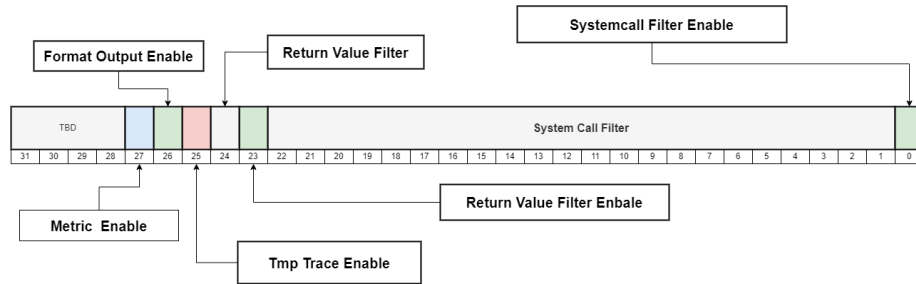 Systemcall Filter Enable
Format Output Enable
Return Value Filter
TBD
System Call Filter
31 30 29 28 27 26 25 24 23 22 21 20 19 18 17 16 15 14 13 12 11 10 9 8 7 6 5 4 3 2 1 0
Metric Enable
Return Value Filter Enbale
Tmp Trace Enable